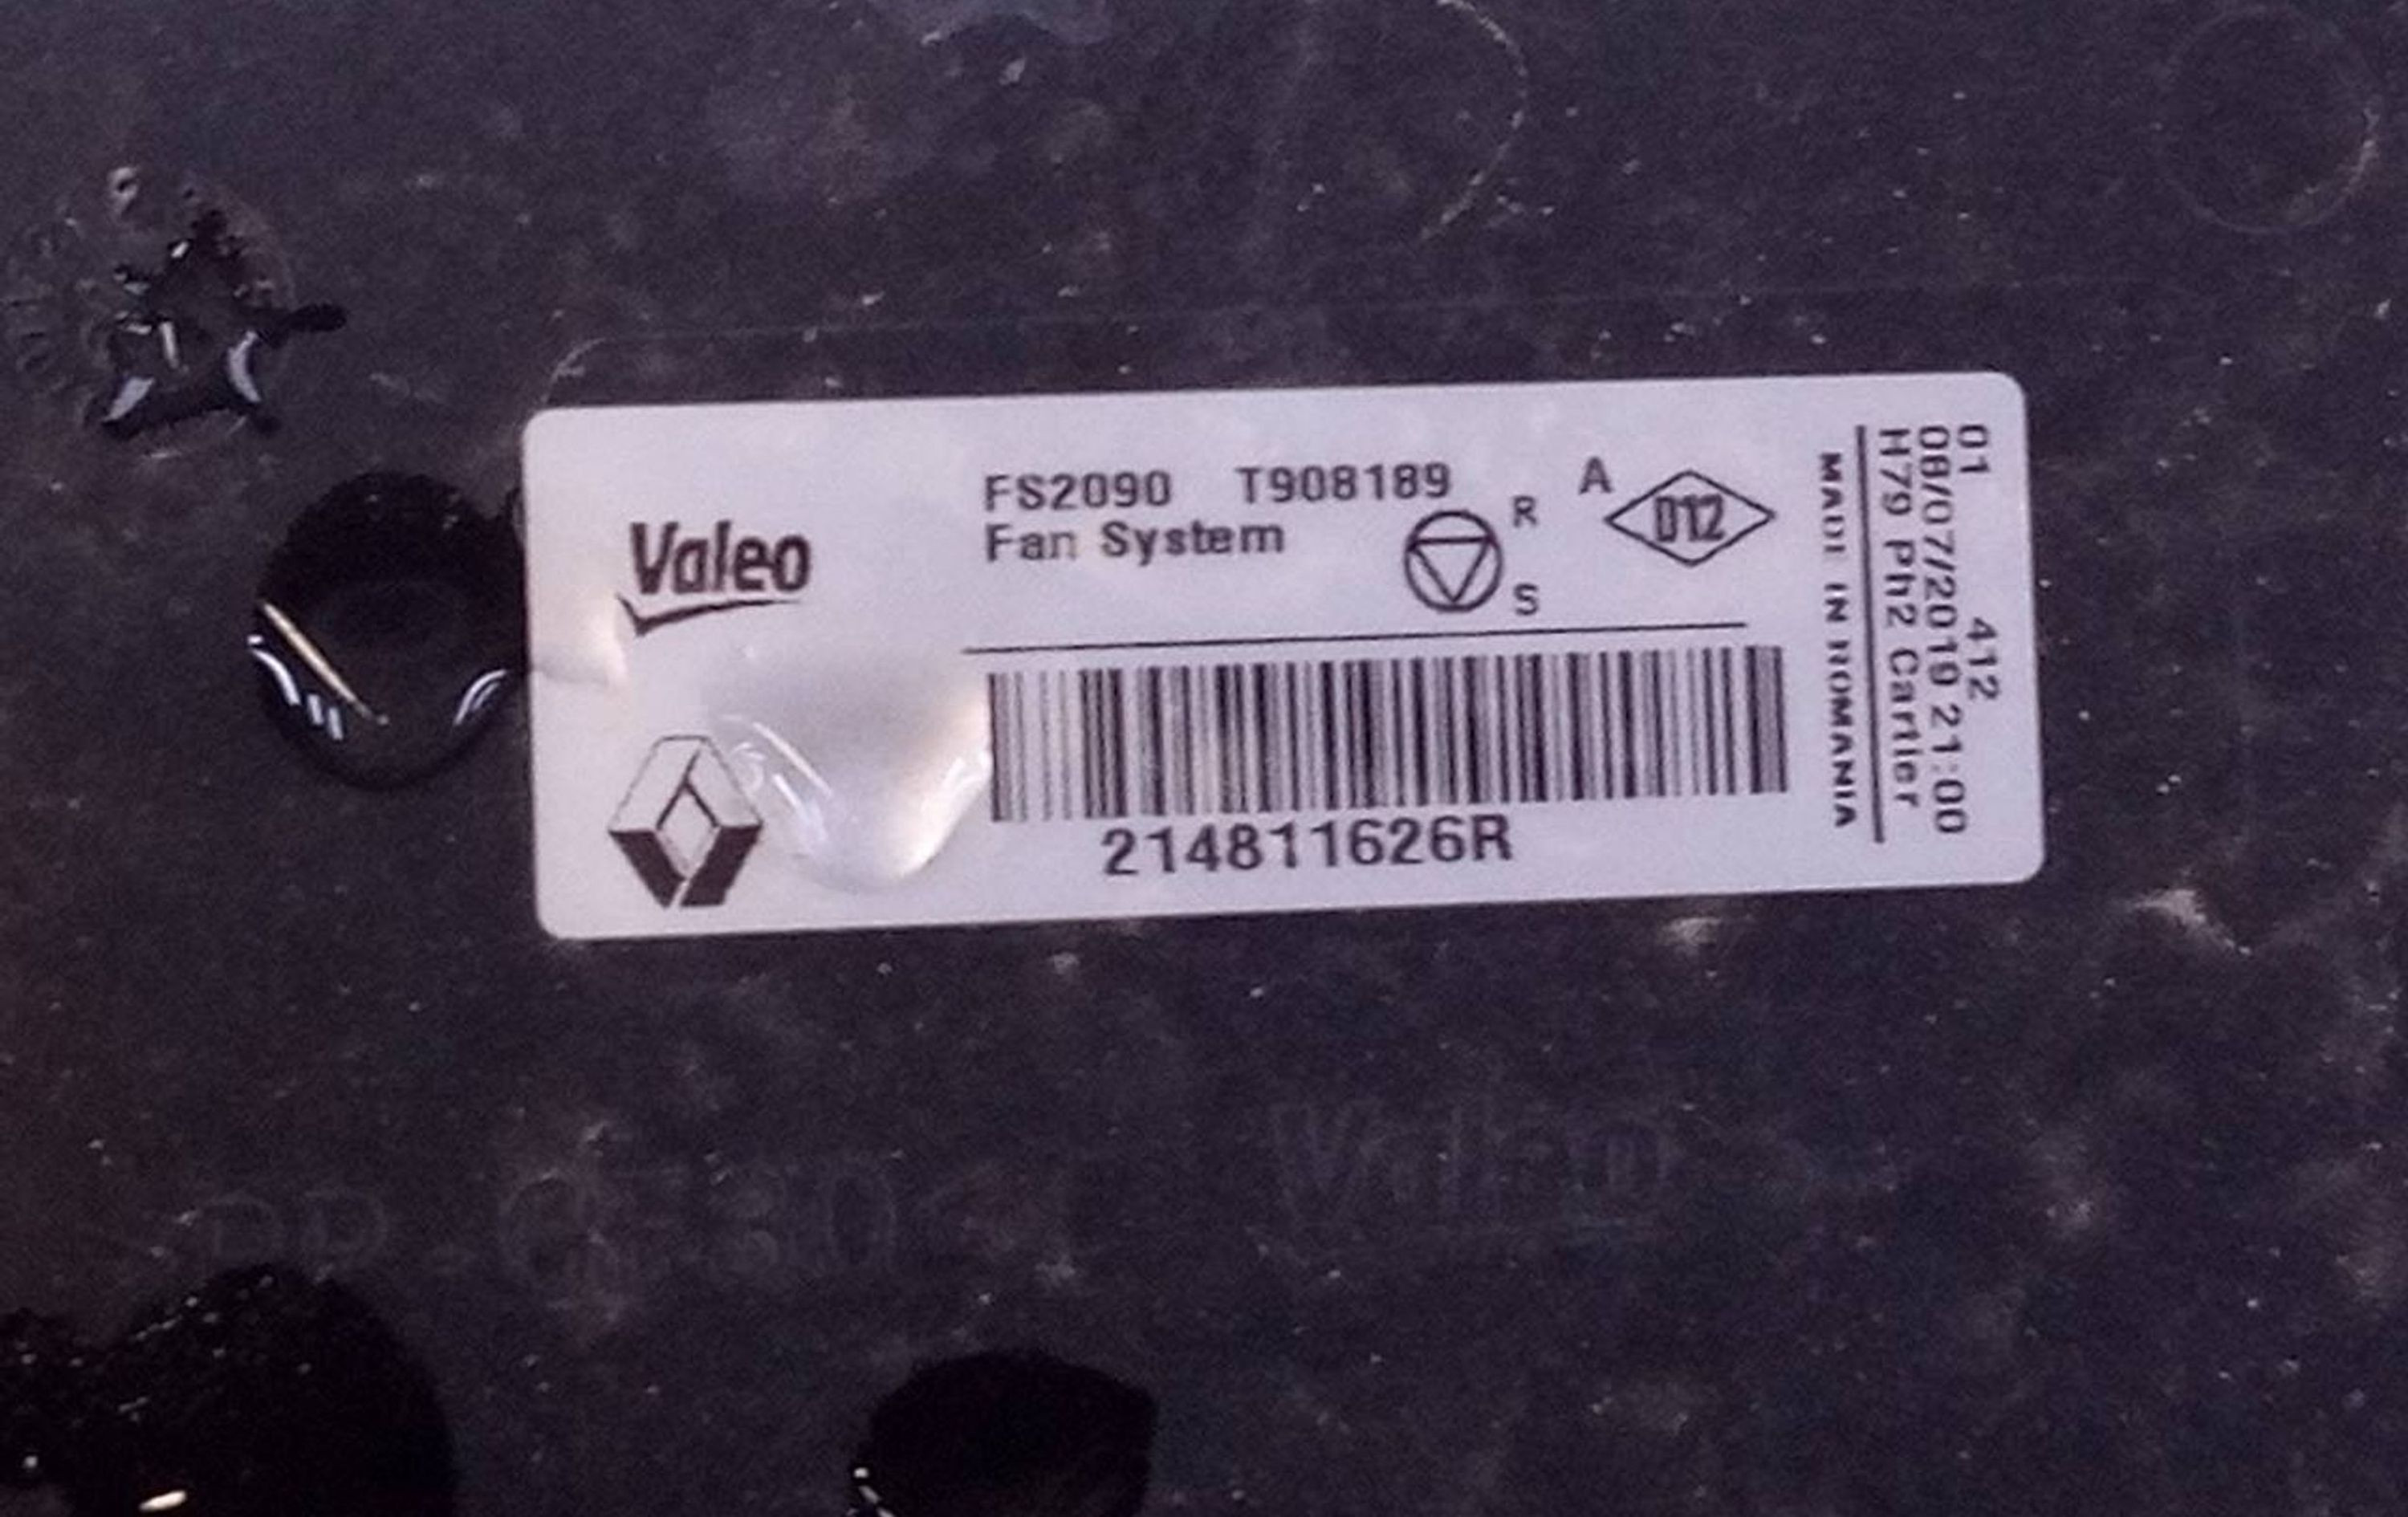 Valeo
FS2090 T908189
Fan System
R
S
A
D12
214811626R
01 412
08/07/2019 21:00
H79 Ph2 Cartier
MADE IN ROMANIA
Valeo